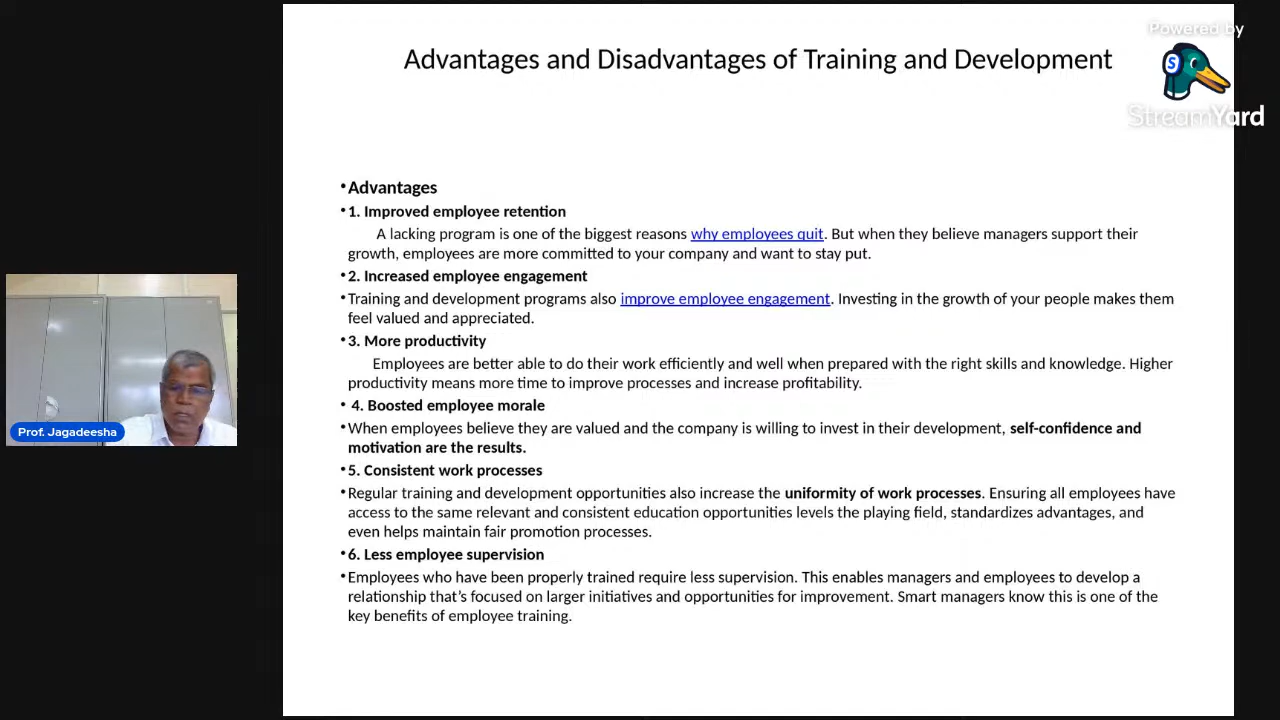 Powered by
StreamYard
Advantages and Disadvantages of Training and Development
•Advantages
•1. Improved employee retention
A lacking program is one of the biggest reasons why employees quit. But when they believe managers support their
growth, employees are more committed to your company and want to stay put.
•2. Increased employee engagement
•Training and development programs also improve employee engagement. Investing in the growth of your people makes them
feel valued and appreciated.
•3. More productivity
Employees are better able to do their work efficiently and well when prepared with the right skills and knowledge. Higher
productivity means more time to improve processes and increase profitability.
• 4. Boosted employee morale
•When employees believe they are valued and the company is willing to invest in their development, self-confidence and
motivation are the results.
•5. Consistent work processes
•Regular training and development opportunities also increase the uniformity of work processes. Ensuring all employees have
access to the same relevant and consistent education opportunities levels the playing field, standardizes advantages, and
even helps maintain fair promotion processes.
•6. Less employee supervision
•Employees who have been properly trained require less supervision. This enables managers and employees to develop a
relationship that's focused on larger initiatives and opportunities for improvement. Smart managers know this is one of the
key benefits of employee training.
Prof. Jagadeesha